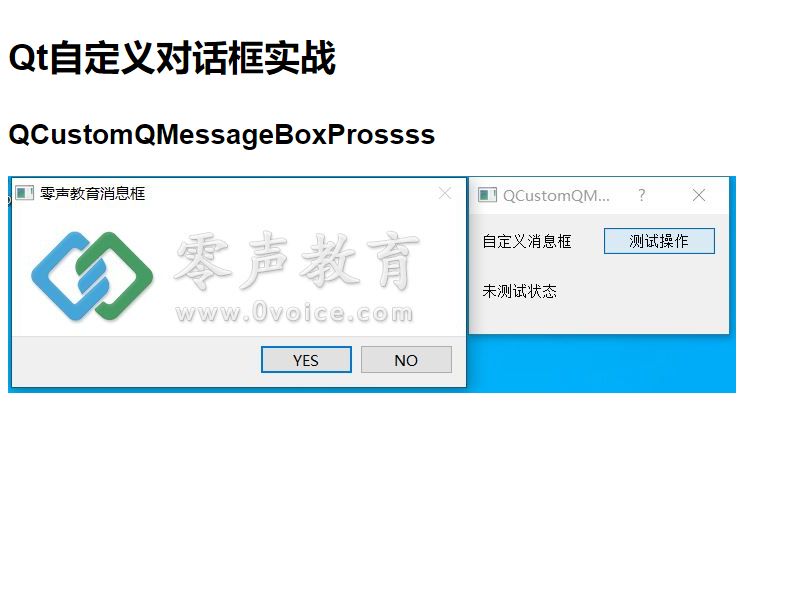 Qt自定义对话框实战
QCustomQMessageBoxProssss
零声教育消息框
零声教育
www.0voice.com
YES
NO
QCustomQM... ?
自定义消息框
测试操作
未测试状态